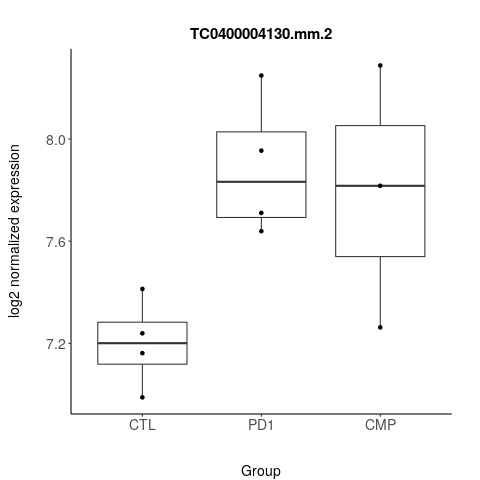 TC0400004130.mm.2
log2 normalized expression
8.0
7.6
7.2
CTL PD1 CMP
Group